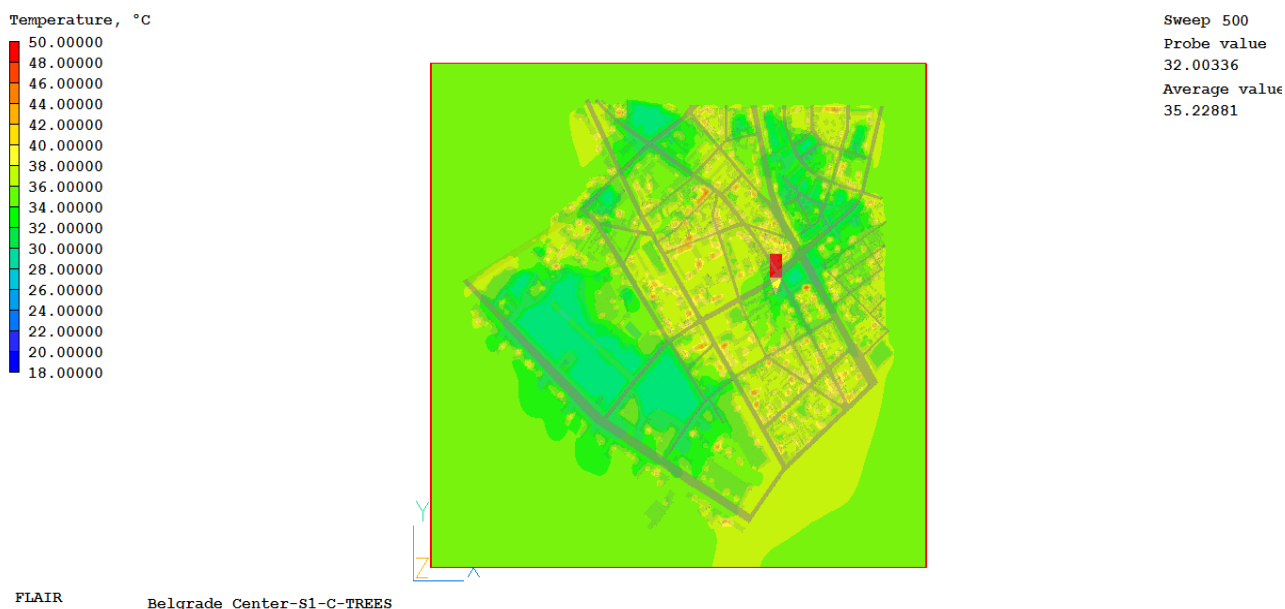 Temperature, °C
50.00000
48.00000
46.00000
44.00000
42.00000
40.00000
38.00000
36.00000
34.00000
32.00000
30.00000
28.00000
26.00000
24.00000
22.00000
20.00000
18.00000
Sweep 500
Probe value
32.00336
Average value
35.22881
Y
Z
X
FLAIR
Belgrade Center-S1-C-TREES